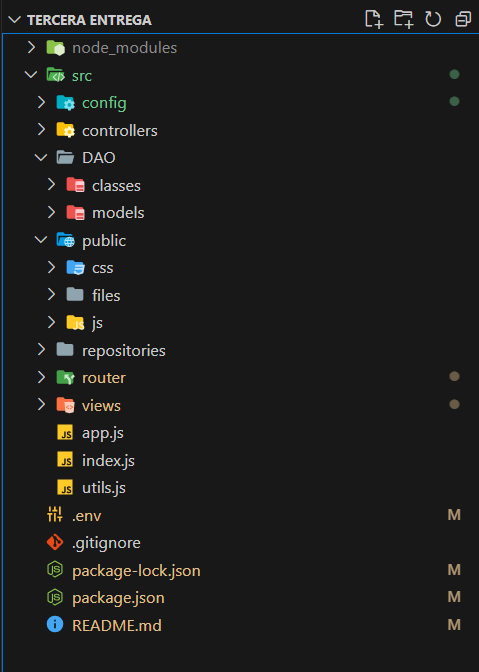 TERCERA ENTREGA
node_modules
src
config
controllers
DAO
classes
models
public
css
files
js
repositories
router
views
JS app.js
JS index.js
JS utils.js
.env M
.gitignore
package-lock.json M
package.json M
README.md M